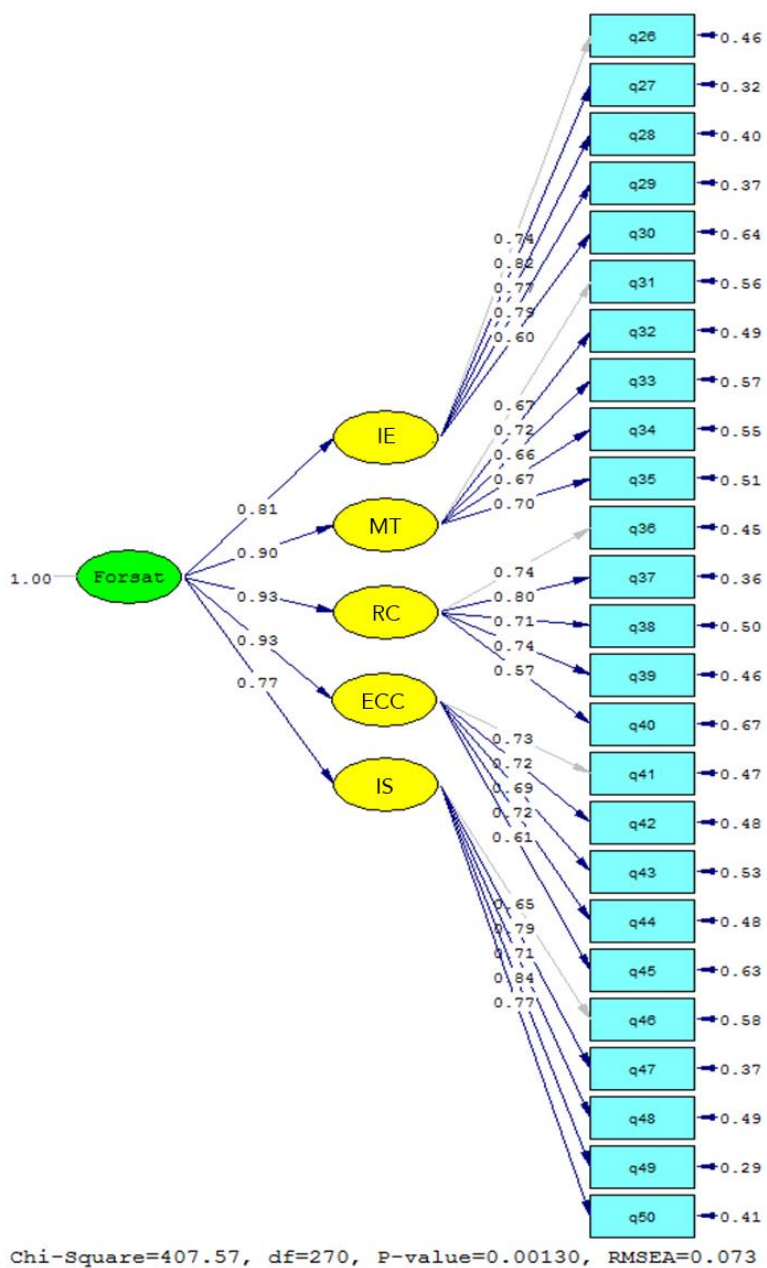 q26 0.46
q27 0.32
q28 0.40
q29 0.37
q30 0.64
q31 0.56
q32 0.49
q33 0.57
q34 0.55
q35 0.51
q36 0.45
q37 0.36
q38 0.50
q39 0.46
q40 0.67
q41 0.47
q42 0.48
q43 0.53
q44 0.48
q45 0.63
q46 0.58
q47 0.37
q48 0.49
q49 0.29
q50 0.41
0.74
0.82
0.77
0.79
0.60
0.67
0.72
0.66
0.67
0.70
0.74
0.80
0.71
0.74
0.57
0.73
0.72
0.69
0.72
0.61
0.65
0.79
0.71
0.84
0.77
IE
MT
RC
ECC
IS
0.81
0.90
0.93
0.93
0.77
1.00 Forsat
Chi-Square=407.57, df=270, P-value=0.00130, RMSEA=0.073